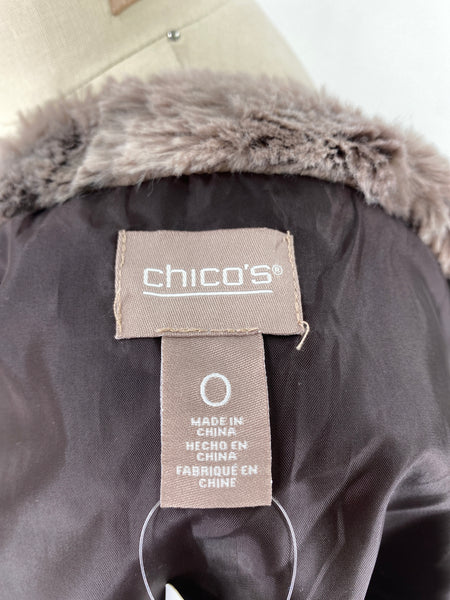 chico's®
0
MADE IN
CHINA
HECHO EN
CHINA
FABRIQUÉ EN
CHINE